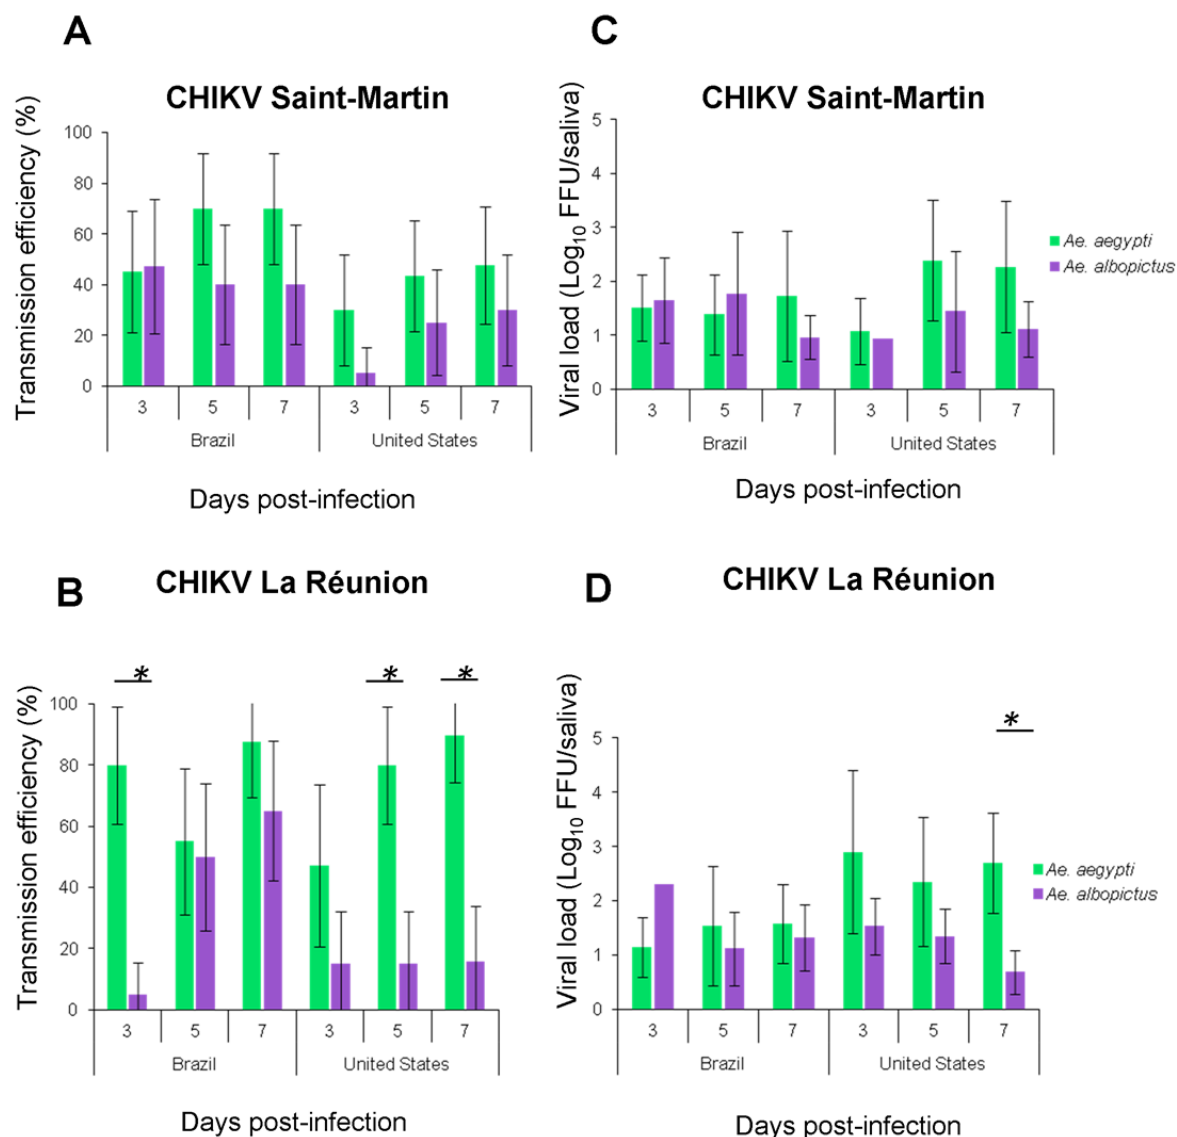 A
CHIKV Saint-Martin
Transmission efficiency (%)
100
80
60
40
20
0
3 5 7 3 5 7
Brazil United States
Days post-infection
C
CHIKV Saint-Martin
Viral load (Log10 FFU/saliva)
5
4
3
2
1
0
3 5 7 3 5 7
Brazil United States
Days post-infection
Ae. aegypti
Ae. albopictus
B
CHIKV La Réunion
Transmission efficiency (%)
* * *
100
80
60
40
20
0
3 5 7 3 5 7
Brazil United States
Days post-infection
D
CHIKV La Réunion
Viral load (Log10 FFU/saliva)
*
5
4
3
2
1
0
3 5 7 3 5 7
Brazil United States
Days post-infection
Ae. aegypti
Ae. albopictus